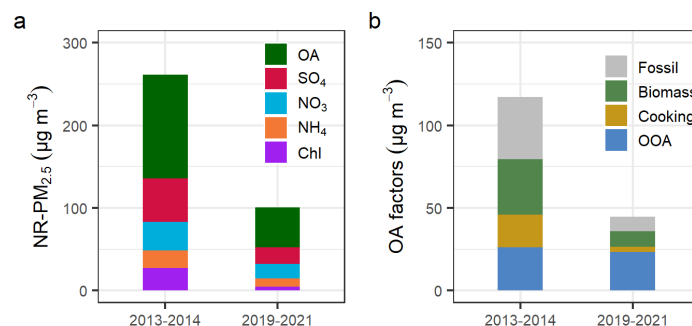 a
NR-PM₂.₅ (µg m⁻³)
300
200
100
0
OA
SO₄
NO₃
NH₄
Chl
2013-2014
2019-2021
b
OA factors (µg m⁻³)
150
100
50
0
Fossil
Biomass
Cooking
OOA
2013-2014
2019-2021